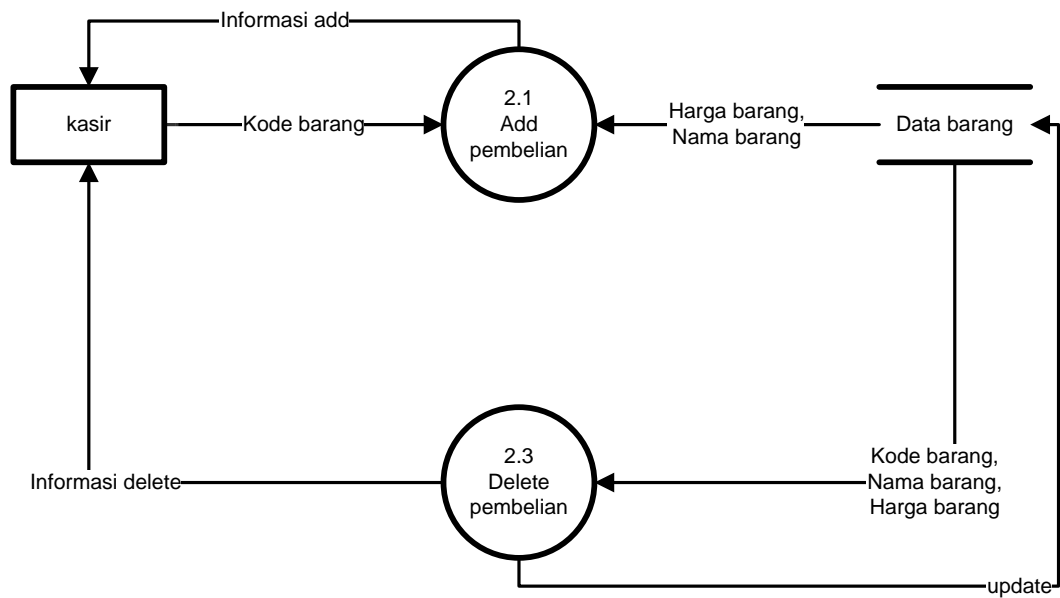 Informasi add
kasir
Kode barang
2.1
Add
pembelian
Harga barang,
Nama barang
Data barang
Informasi delete
2.3
Delete
pembelian
Kode barang,
Nama barang,
Harga barang
update